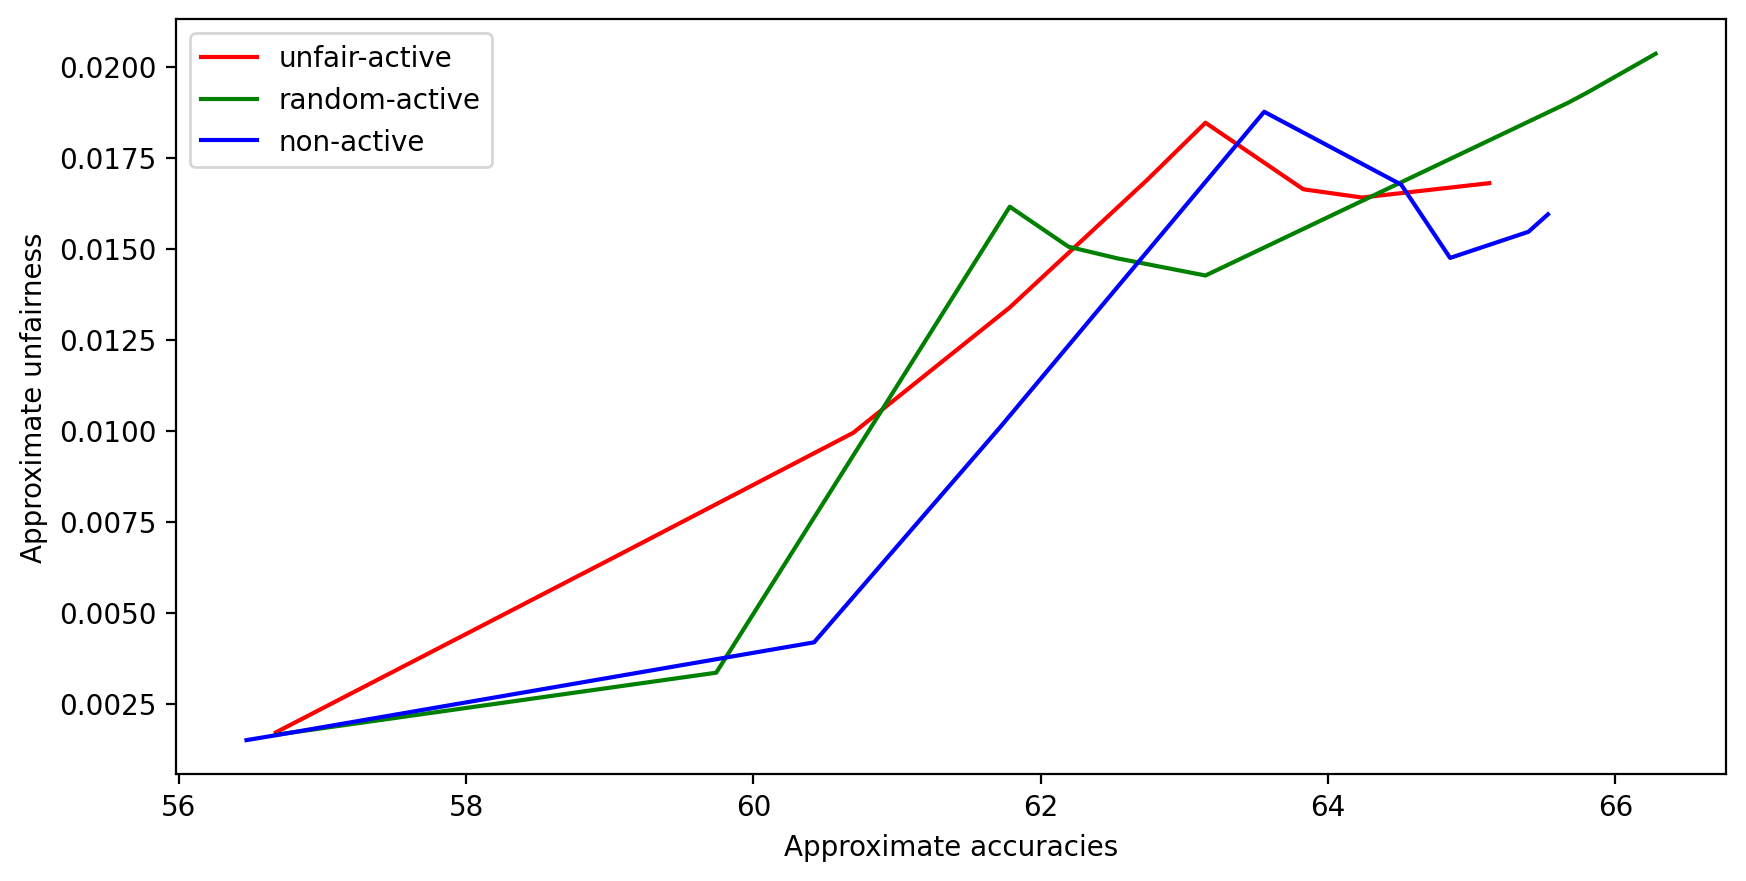 unfair-active
random-active
non-active
0.0200
0.0175
0.0150
0.0125
0.0100
0.0075
0.0050
0.0025
Approximate unfairness
56 58 60 62 64 66
Approximate accuracies